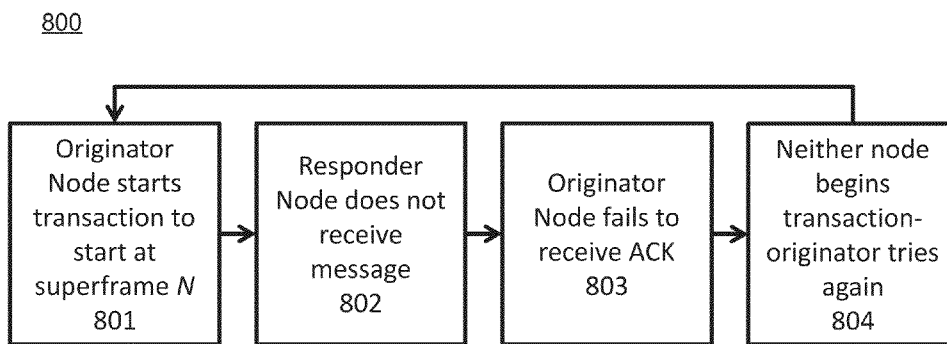 800
Originator
Node starts
transaction to
start at
superframe N
801
Responder
Node does not
receive
message
802
Originator
Node fails to
receive ACK
803
Neither node
begins
transaction-
originator tries
again
804